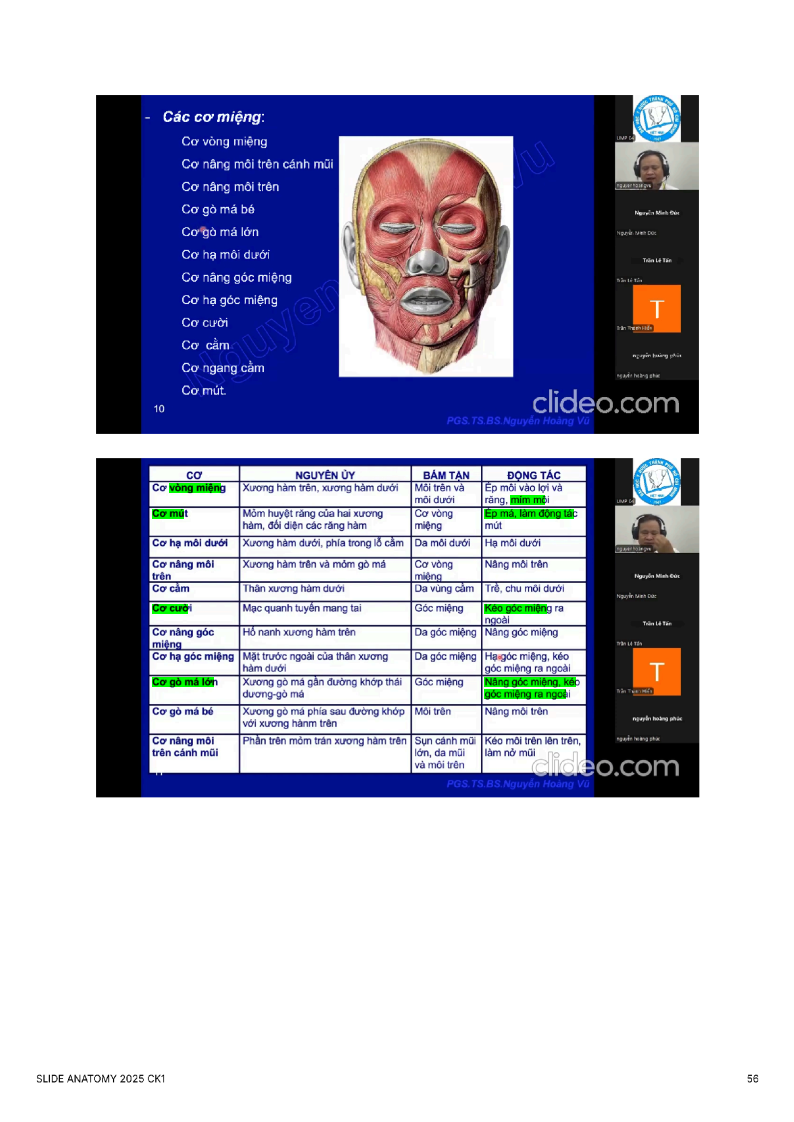 - Các cơ miệng:
Cơ vòng miệng
Cơ nâng môi trên cánh mũi
Cơ nâng môi trên
Cơ gò má bé
Cơ gò má lớn
Cơ hạ môi dưới
Cơ nâng góc miệng
Cơ hạ góc miệng
Cơ cười
Cơ cằm
Cơ ngang cằm
Cơ mút.
10
clideo.com
PGS.TS.BS.Nguyễn Hoàng Vũ
UMP 04
nguyen hoangvu
Nguyễn Minh Đức
Nguyễn Minh Đức
Trần Lê Tấn
Trần Lê Tấn
T
Trần Thanh Hiền
nguyễn hoàng phúc
nguyễn hoàng phúc
CƠ NGUYÊN ỦY BÁM TẬN ĐỘNG TÁC
Cơ vòng miệng Xương hàm trên, xương hàm dưới Môi trên và môi dưới Ép môi vào lợi và răng, mím môi
Cơ mút Mỏm huyệt răng của hai xương hàm, đối diện các răng hàm Cơ vòng miệng Ép má, làm động tác mút
Cơ hạ môi dưới Xương hàm dưới, phía trong lỗ cằm Da môi dưới Hạ môi dưới
Cơ nâng môi trên Xương hàm trên và mỏm gò má Cơ vòng miệng Nâng môi trên
Cơ cằm Thân xương hàm dưới Da vùng cằm Trề, chu môi dưới
Cơ cười Mạc quanh tuyến mang tai Góc miệng Kéo góc miệng ra ngoài
Cơ nâng góc miệng Hố nanh xương hàm trên Da góc miệng Nâng góc miệng
Cơ hạ góc miệng Mặt trước ngoài của thân xương hàm dưới Da góc miệng Hạ góc miệng, kéo góc miệng ra ngoài
Cơ gò má lớn Xương gò má gần đường khớp thái dương-gò má Góc miệng Nâng góc miệng, kéo góc miệng ra ngoài
Cơ gò má bé Xương gò má phía sau đường khớp với xương hànm trên Môi trên Nâng môi trên
Cơ nâng môi trên cánh mũi Phần trên mỏm trán xương hàm trên Sụn cánh mũi lớn, da mũi và môi trên Kéo môi trên lên trên, làm nở mũi
clideo.com
PGS.TS.BS.Nguyễn Hoàng Vũ
UMP 04
nguyen hoangvu
Nguyễn Minh Đức
Nguyễn Minh Đức
Trần Lê Tấn
Trần Lê Tấn
T
nguyễn hoàng phúc
nguyễn hoàng phúc
SLIDE ANATOMY 2025 CK1
56